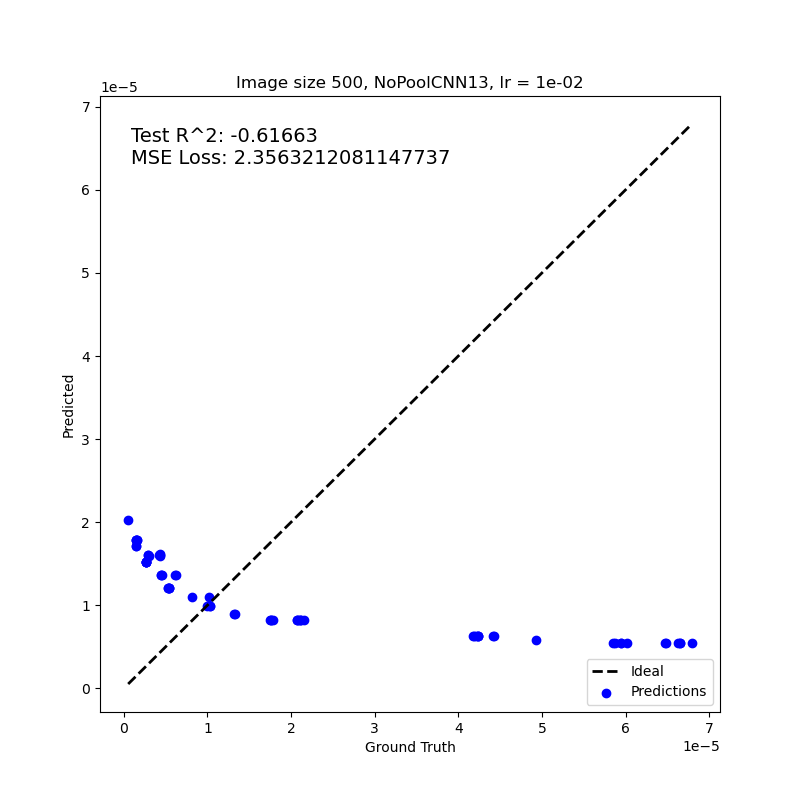 Image size 500, NoPoolCNN13, lr = 1e-02
1e−5
Test R^2: -0.61663
MSE Loss: 2.3563212081147737
7
6
5
4
3
2
1
0
Predicted
Ideal
Predictions
0 1 2 3 4 5 6 7
1e−5
Ground Truth